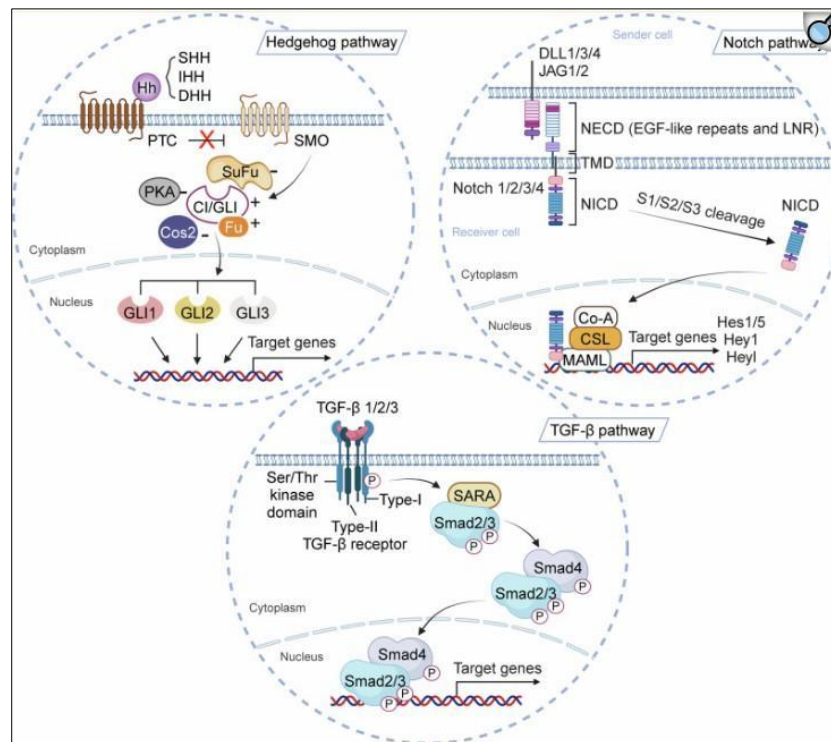 Hedgehog pathway
SHH
IHH
DHH
Hh
PTC
SMO
SuFu
-
PKA
-
CI/GLI
+
Cos2
-
Fu
+
Cytoplasm
Nucleus
GLI1
GLI2
GLI3
Target genes
Sender cell
Notch pathway
DLL1/3/4
JAG1/2
NECD (EGF-like repeats and LNR)
TMD
Notch 1/2/3/4
NICD
S1/S2/S3 cleavage
NICD
Receiver cell
Cytoplasm
Nucleus
Co-A
CSL
MAML
Target genes
Hes1/5
Hey1
Heyl
TGF-β pathway
TGF-β 1/2/3
P
Ser/Thr
kinase
domain
Type-I
Type-II
TGF-β receptor
SARA
Smad2/3
P
P
Smad4
P
Smad2/3
P
P
Cytoplasm
Nucleus
Smad4
P
Smad2/3
P
P
Target genes